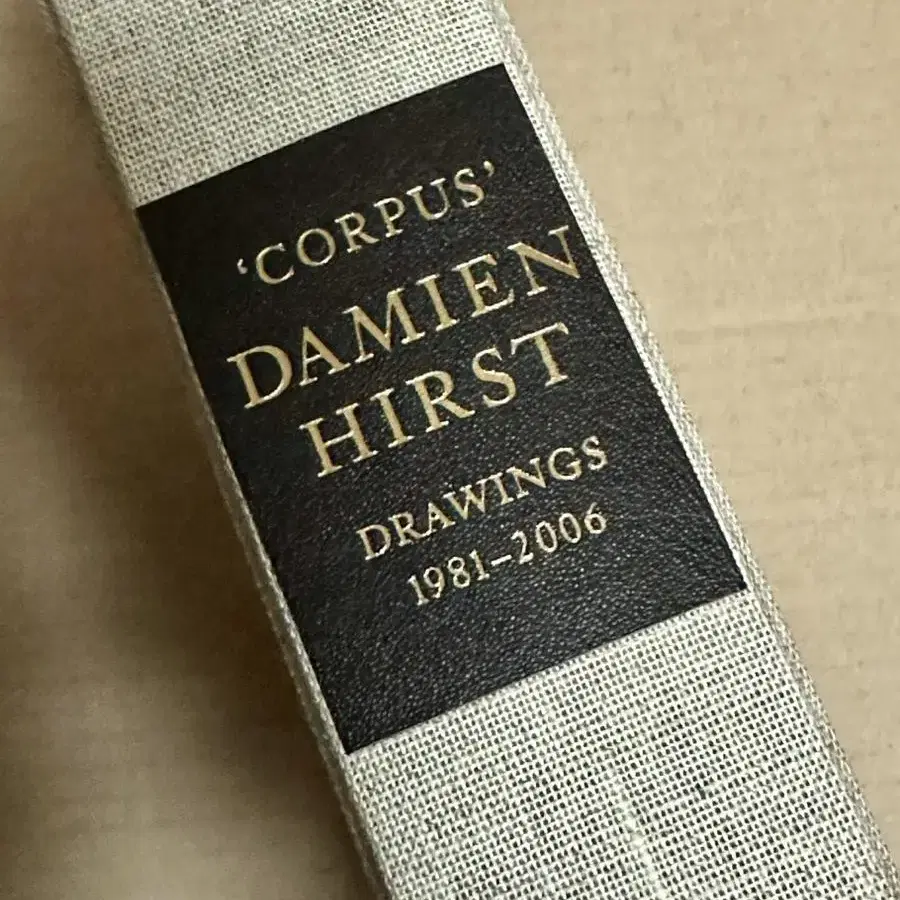 ‘CORPUS’
DAMIEN
HIRST
DRAWINGS
1981–2006